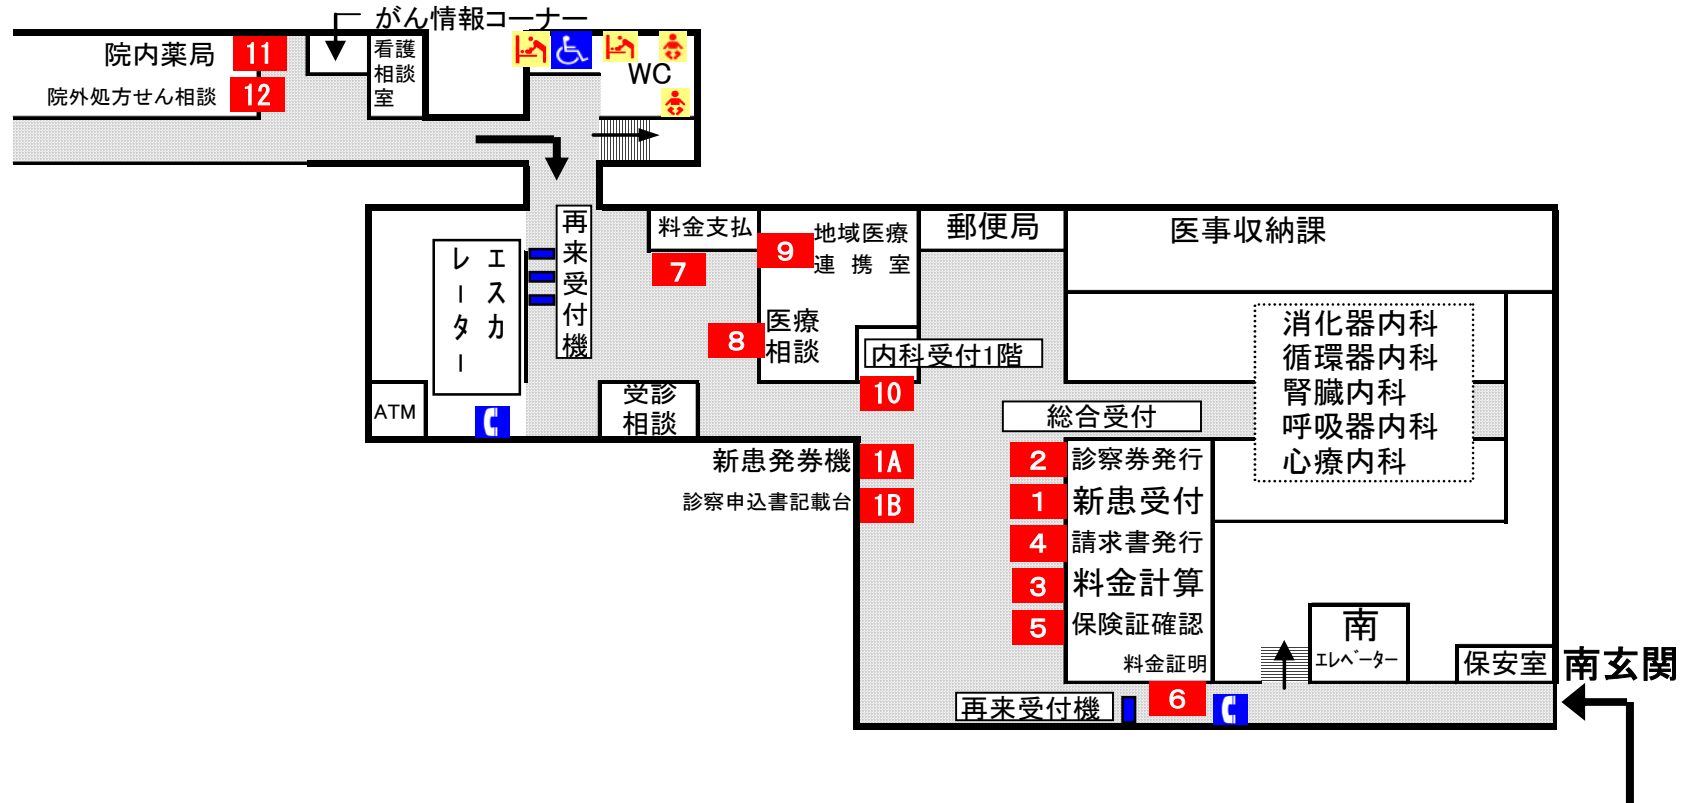 がん情報コーナー
院内薬局
11
看護
相談
室
院外処方せん相談
12
WC
再来受付機
エスカ
レーター
料金支払
7
9
地域医療
連携室
郵便局
医事収納課
8
医療
相談
内科受付1階
10
消化器内科
循環器内科
腎臓内科
呼吸器内科
心療内科
ATM
受診
相談
総合受付
新患発券機
1A
診察申込書記載台
1B
2
診察券発行
1
新患受付
4
請求書発行
3
料金計算
5
保険証確認
料金証明
6
再来受付機
南
エレベーター
保安室
南玄関